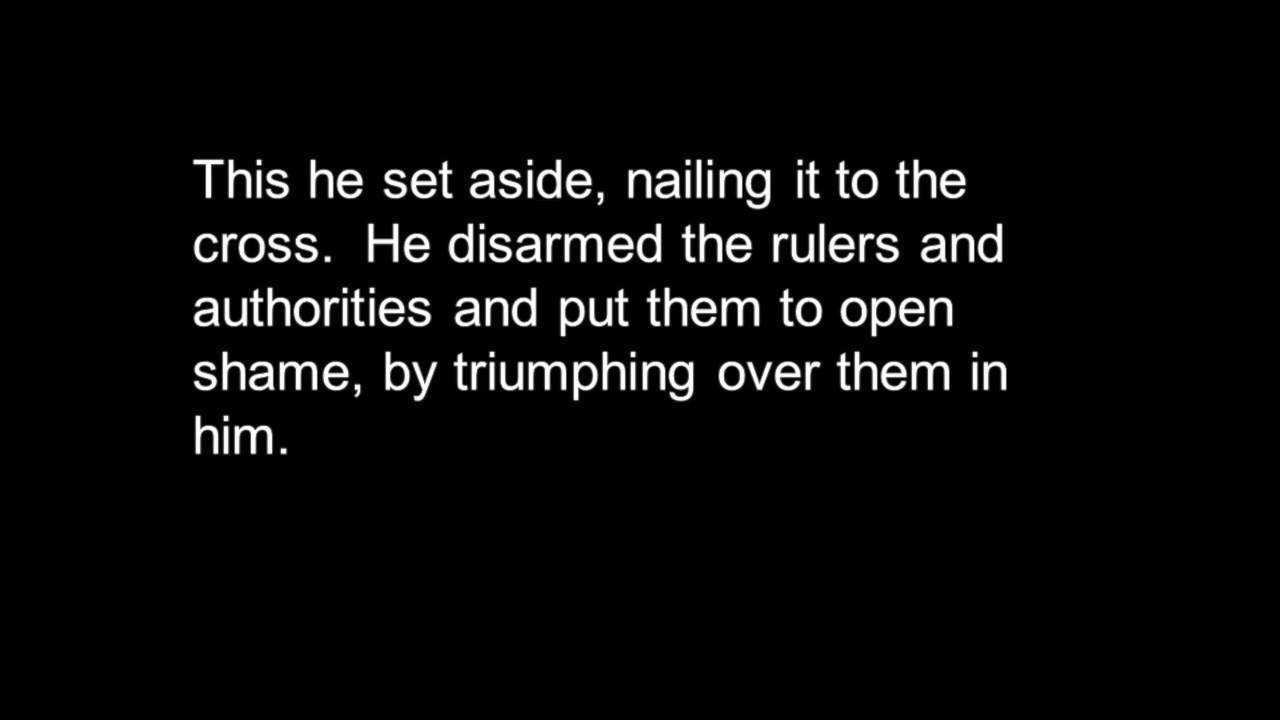 This he set aside, nailing it to the
cross.  He disarmed the rulers and
authorities and put them to open
shame, by triumphing over them in
him.